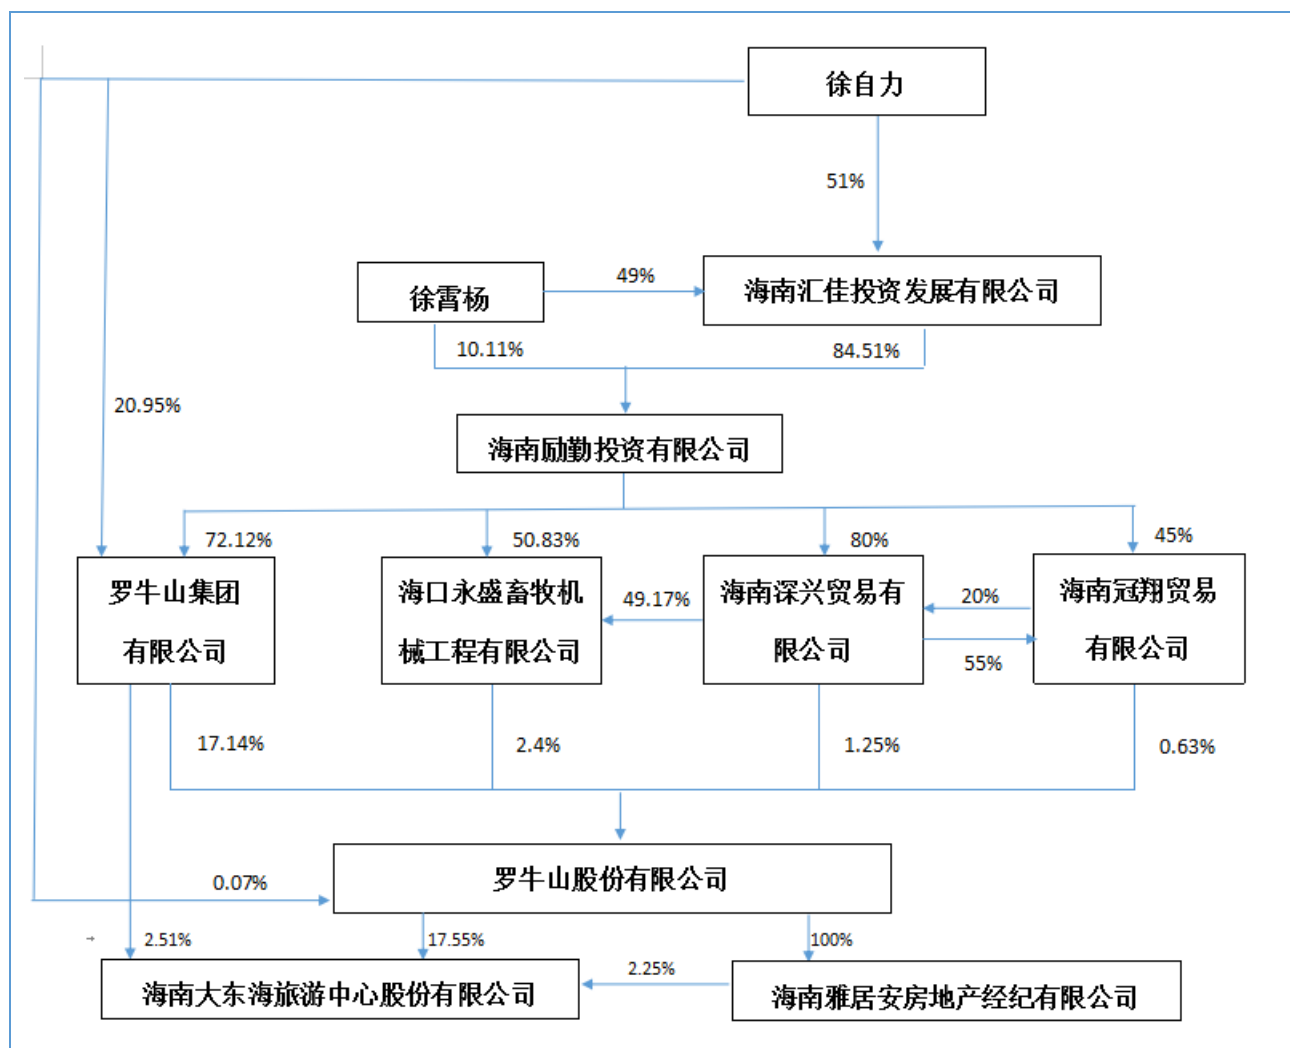 徐自力
51%
徐霄杨
49%
海南汇佳投资发展有限公司
10.11%
84.51%
20.95%
海南励勤投资有限公司
72.12%
50.83%
80%
45%
罗牛山集团
有限公司
海口永盛畜牧机
械工程有限公司
49.17%
海南深兴贸易有
限公司
20%
55%
海南冠翔贸易
有限公司
17.14%
2.4%
1.25%
0.63%
罗牛山股份有限公司
0.07%
2.51%
17.55%
100%
海南大东海旅游中心股份有限公司
2.25%
海南雅居安房地产经纪有限公司